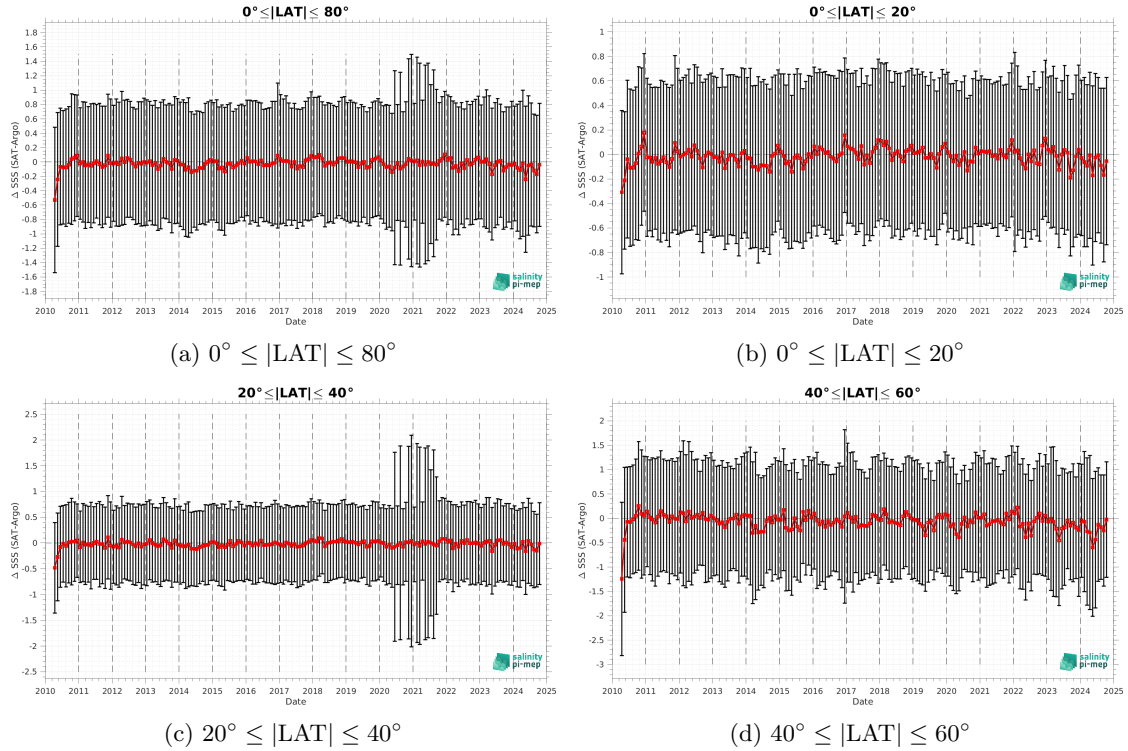 0°≤|LAT|≤ 80°
1.8
1.6
1.4
1.2
1
0.8
0.6
0.4
0.2
0
-0.2
-0.4
-0.6
-0.8
-1
-1.2
-1.4
-1.6
-1.8
Δ SSS (SAT-Argo)
2010 2011 2012 2013 2014 2015 2016 2017 2018 2019 2020 2021 2022 2023 2024 2025
Date
salinity
pi-mep
(a) 0° ≤ |LAT| ≤ 80°
0°≤|LAT|≤ 20°
1
0.8
0.6
0.4
0.2
0
-0.2
-0.4
-0.6
-0.8
-1
Δ SSS (SAT-Argo)
2010 2011 2012 2013 2014 2015 2016 2017 2018 2019 2020 2021 2022 2023 2024 2025
Date
salinity
pi-mep
(b) 0° ≤ |LAT| ≤ 20°
20°≤|LAT|≤ 40°
2.5
2
1.5
1
0.5
0
-0.5
-1
-1.5
-2
-2.5
Δ SSS (SAT-Argo)
2010 2011 2012 2013 2014 2015 2016 2017 2018 2019 2020 2021 2022 2023 2024 2025
Date
salinity
pi-mep
(c) 20° ≤ |LAT| ≤ 40°
40°≤|LAT|≤ 60°
2
1.5
1
0.5
0
-0.5
-1
-1.5
-2
-2.5
-3
Δ SSS (SAT-Argo)
2010 2011 2012 2013 2014 2015 2016 2017 2018 2019 2020 2021 2022 2023 2024 2025
Date
salinity
pi-mep
(d) 40° ≤ |LAT| ≤ 60°